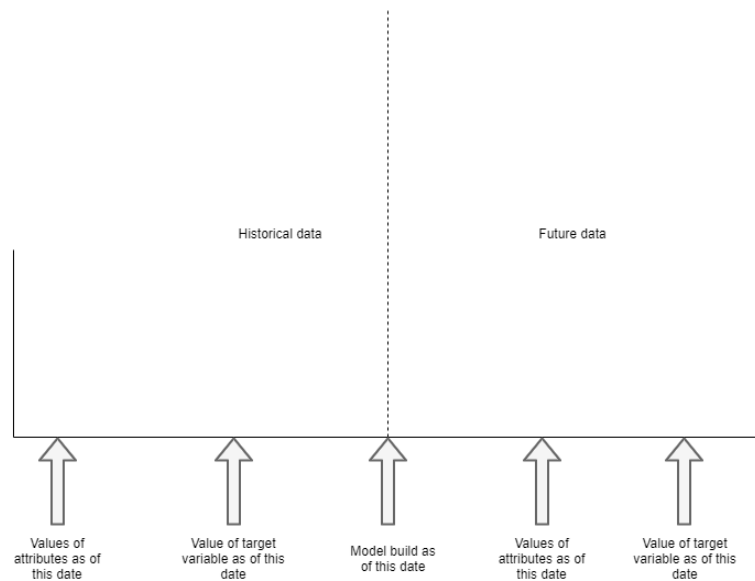 Historical data
Future data
Values of
attributes as of
this date
Value of target
variable as of this
date
Model build as
of this date
Values of
attributes as of
this date
Value of target
variable as of this
date